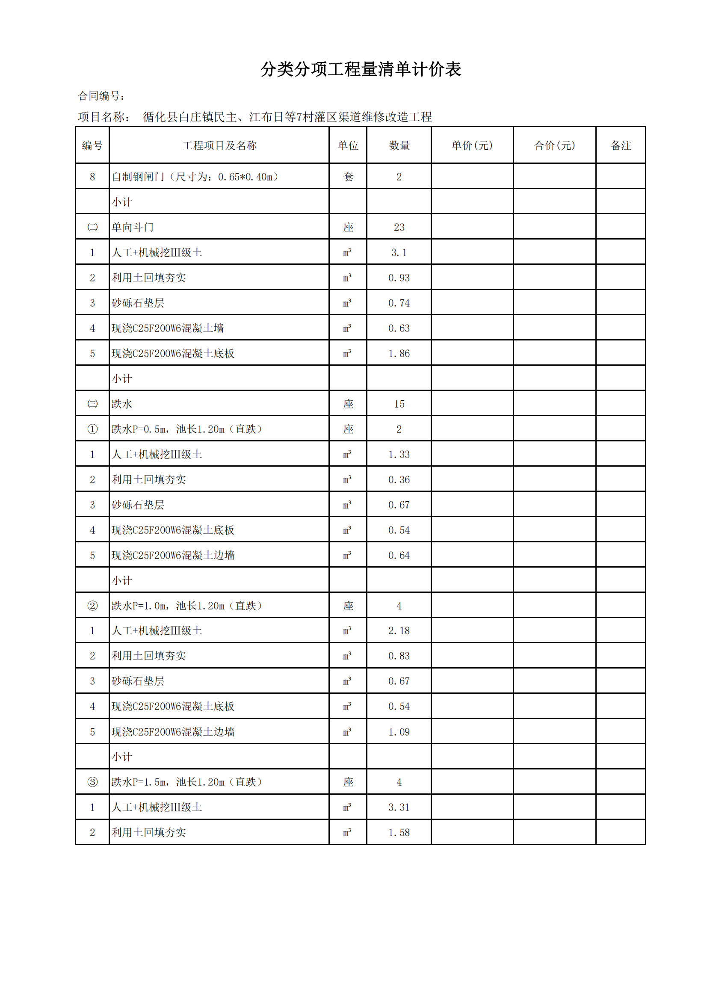 分类分项工程量清单计价表
合同编号：
项目名称： 循化县白庄镇民主、江布日等7村灌区渠道维修改造工程
编号 工程项目及名称 单位 数量 单价(元) 合价(元) 备注
8 自制钢闸门（尺寸为：0.65*0.40m） 套 2
小计
㈡ 单向斗门 座 23
1 人工+机械挖Ⅲ级土 m³ 3.1
2 利用土回填夯实 m³ 0.93
3 砂砾石垫层 m³ 0.74
4 现浇C25F200W6混凝土墙 m³ 0.63
5 现浇C25F200W6混凝土底板 m³ 1.86
小计
㈢ 跌水 座 15
① 跌水P=0.5m，池长1.20m（直跌） 座 2
1 人工+机械挖Ⅲ级土 m³ 1.33
2 利用土回填夯实 m³ 0.36
3 砂砾石垫层 m³ 0.67
4 现浇C25F200W6混凝土底板 m³ 0.54
5 现浇C25F200W6混凝土边墙 m³ 0.64
小计
② 跌水P=1.0m，池长1.20m（直跌） 座 4
1 人工+机械挖Ⅲ级土 m³ 2.18
2 利用土回填夯实 m³ 0.83
3 砂砾石垫层 m³ 0.67
4 现浇C25F200W6混凝土底板 m³ 0.54
5 现浇C25F200W6混凝土边墙 m³ 1.09
小计
③ 跌水P=1.5m，池长1.20m（直跌） 座 4
1 人工+机械挖Ⅲ级土 m³ 3.31
2 利用土回填夯实 m³ 1.58